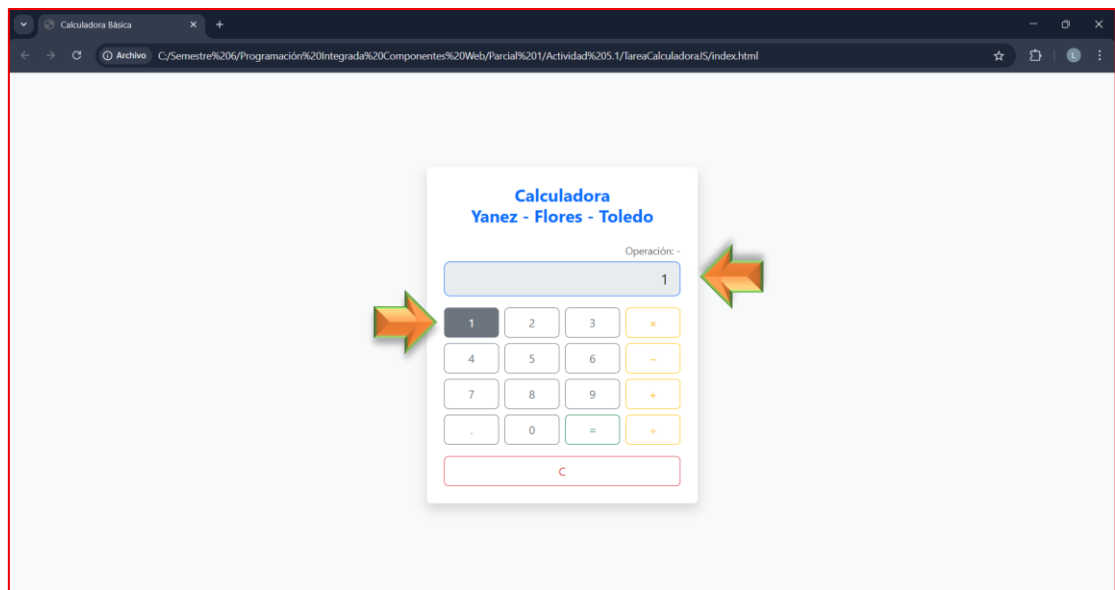 Calculadora Básica
Archivo C:/Semestre%206/Programación%20Integrada%20Componentes%20Web/Parcial%201/Actividad%205.1/TareaCalculadoraJS/index.html
L
Calculadora
Yanez - Flores - Toledo
Operación: -
1
1 2 3 ×
4 5 6 −
7 8 9 +
. 0 = ÷
C